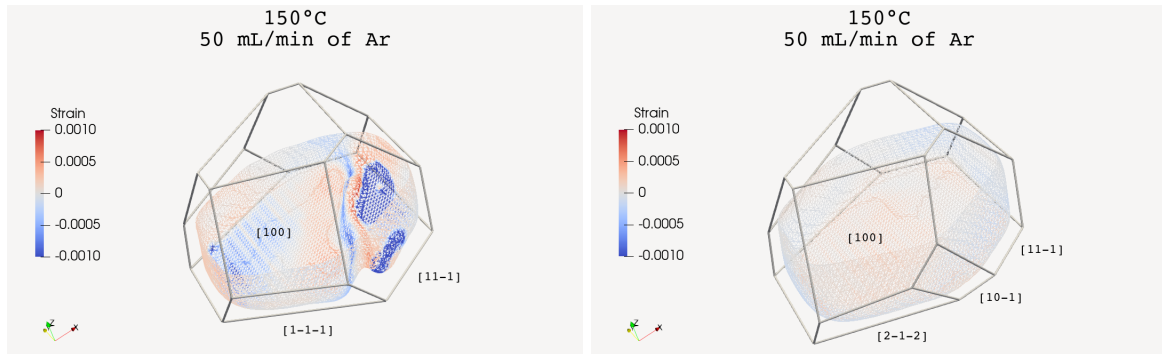 150°C
50 mL/min of Ar
Strain
0.0010
0.0005
0
-0.0005
-0.0010
[100]
[11-1]
[1-1-1]
Z
X
150°C
50 mL/min of Ar
Strain
0.0010
0.0005
0
-0.0005
-0.0010
[100]
[11-1]
[10-1]
[2-1-2]
Z
X